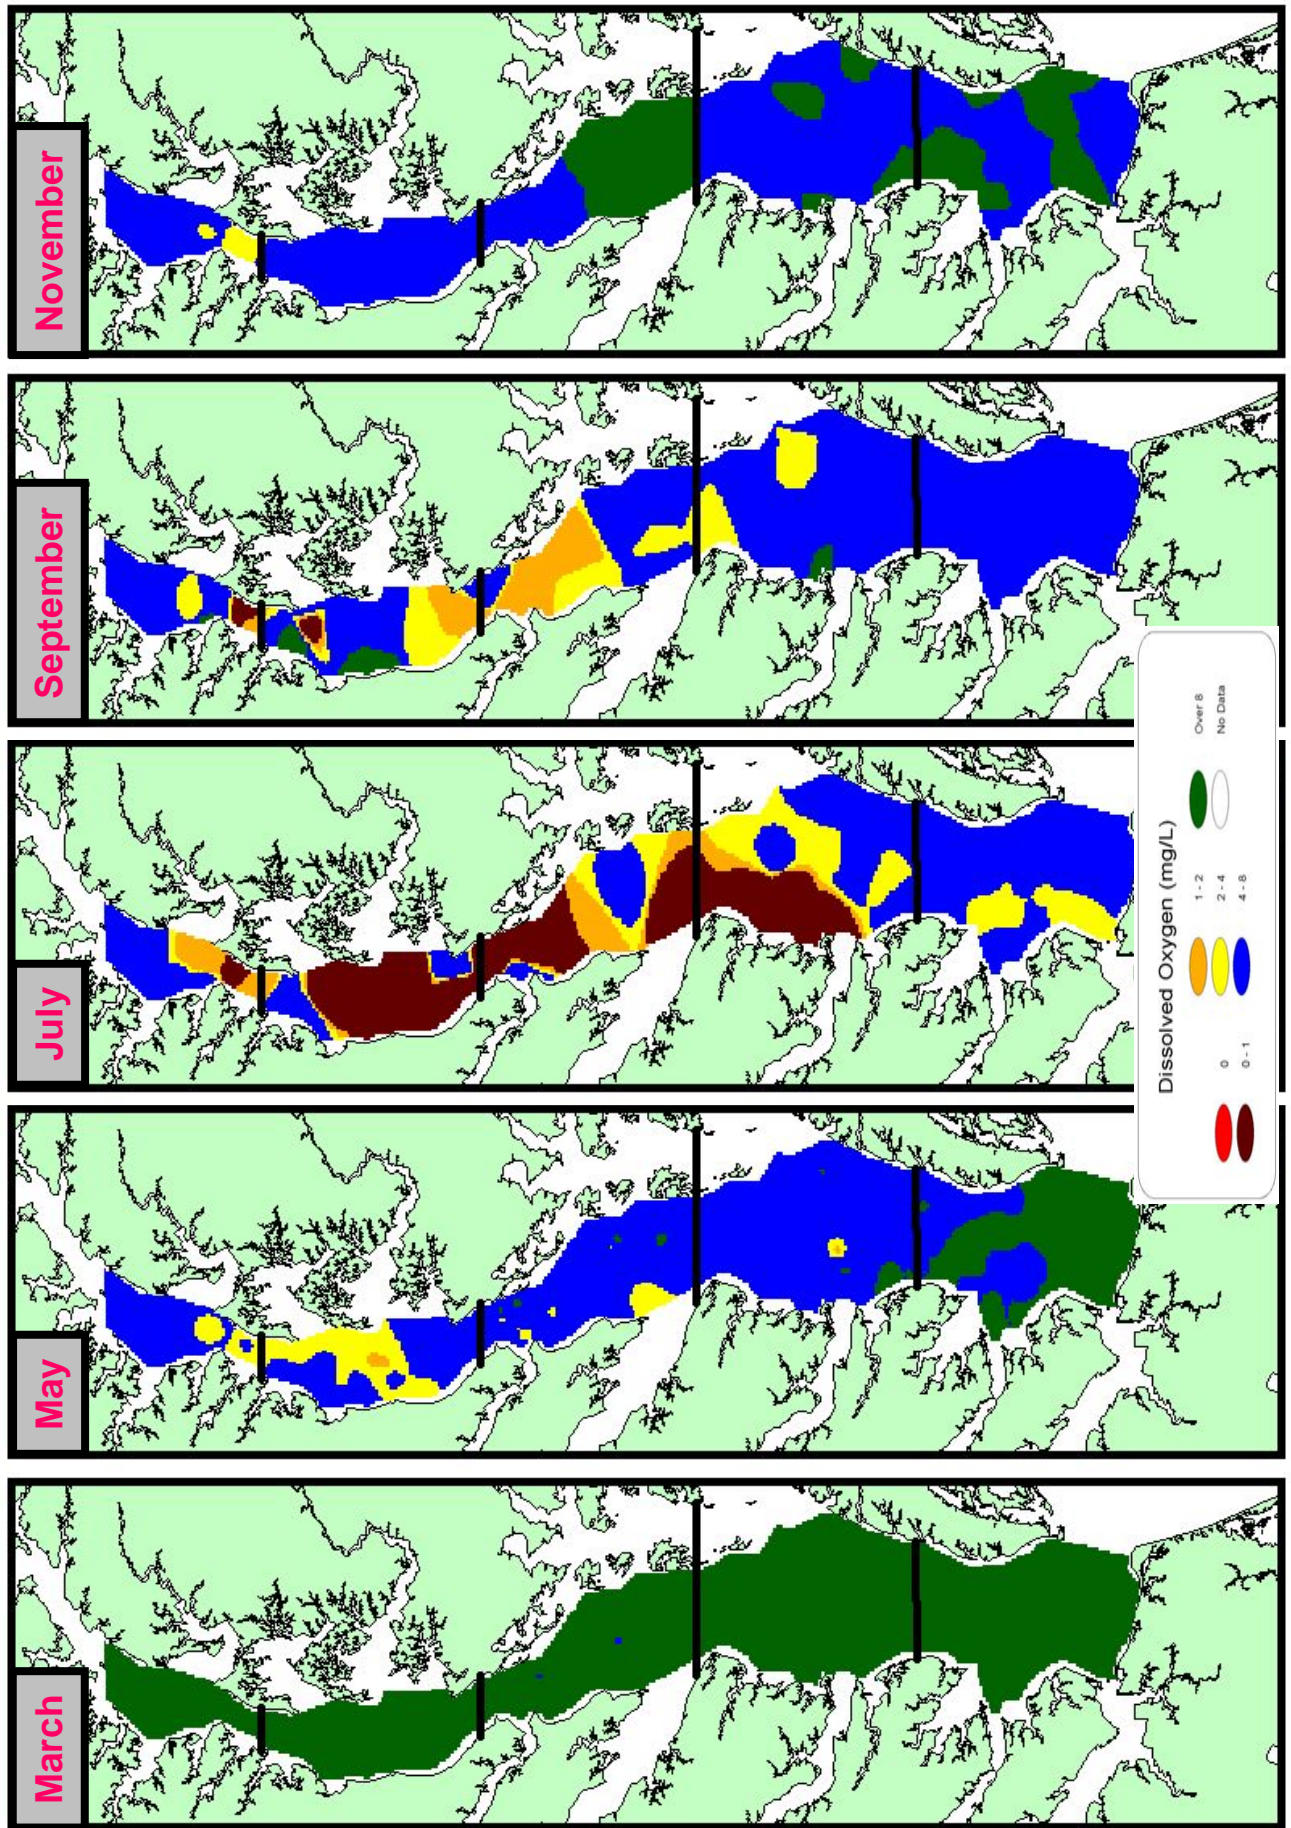 March
May
July
September
November
Dissolved Oxygen (mg/L)
0
0 - 1
1 - 2
2 - 4
4 - 8
Over 8
No Data